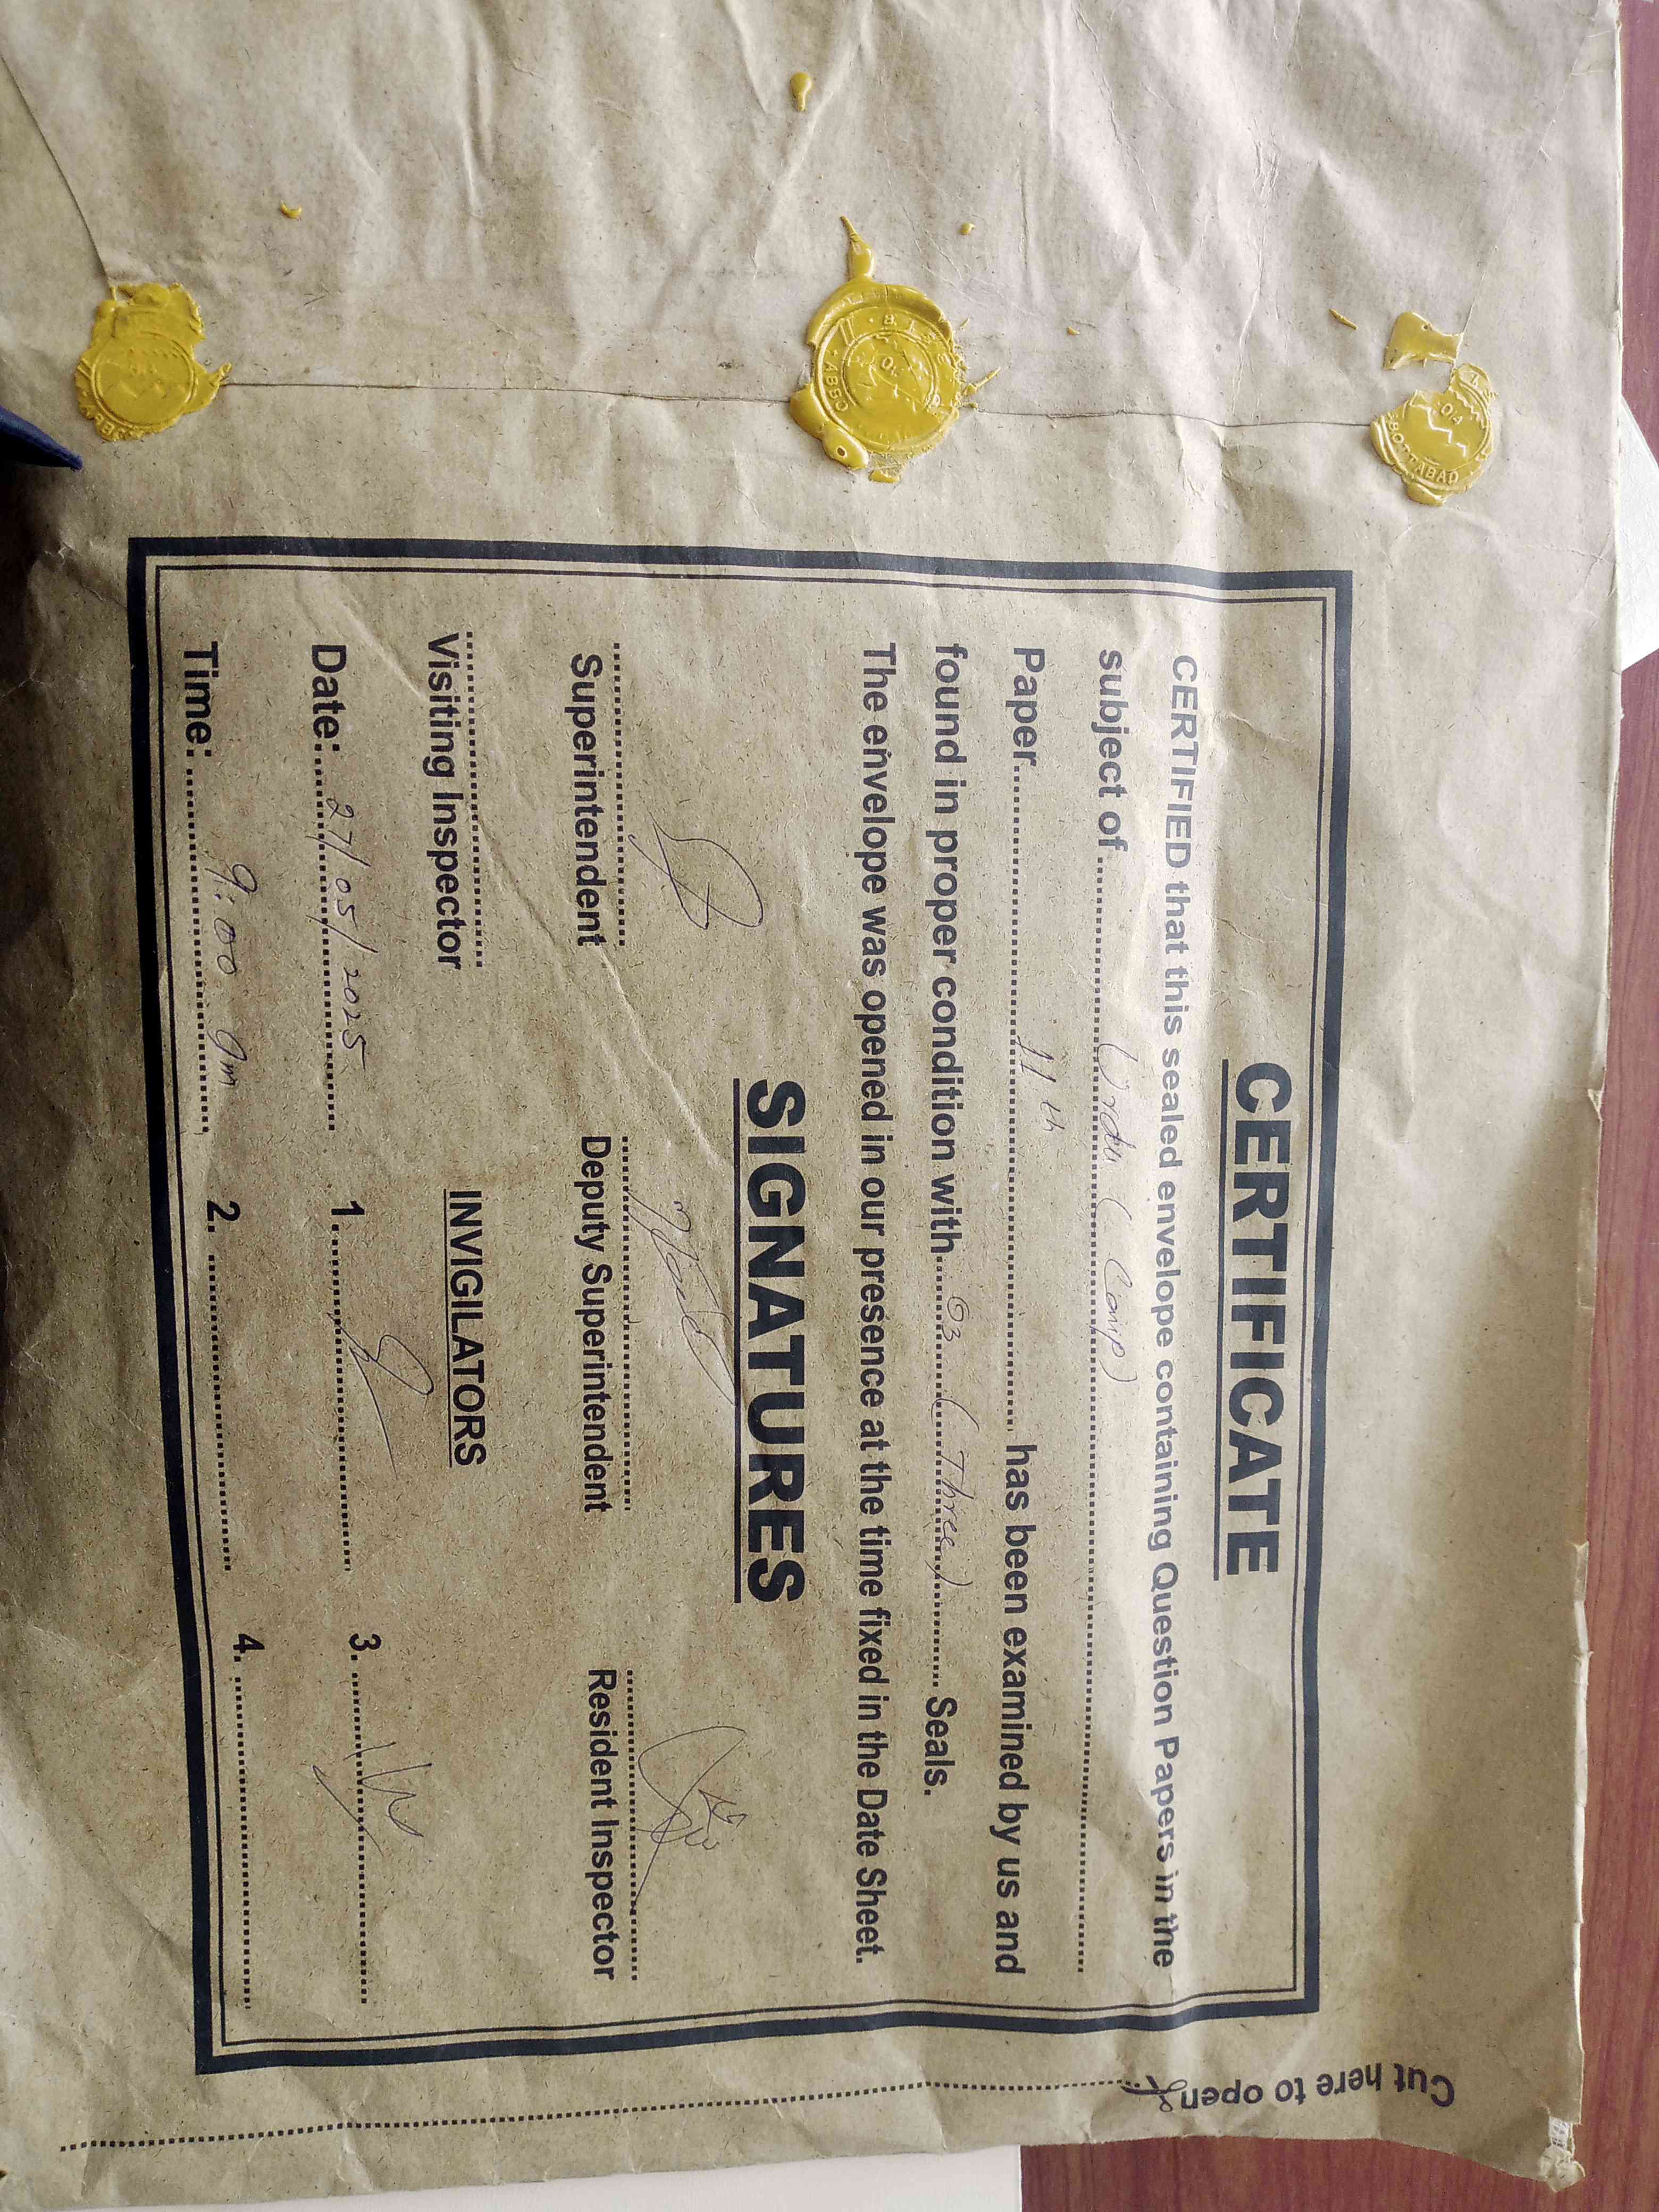 CERTIFICATE
CERTIFIED that this sealed envelope containing Question Papers in the
subject of.......... Urdu (Comp) ..........
Paper.......... 11th .......... has been examined by us and
found in proper condition with...... 03 (Three) ...... Seals.
The envelope was opened in our presence at the time fixed in the Date Sheet.
SIGNATURES
Superintendent Deputy Superintendent Resident Inspector
Visiting Inspector INVIGILATORS
Date: 27/05/2025 1. 3.
Time: 9:00 am 2. 4.
Cut here to open
ABBOTTABAD